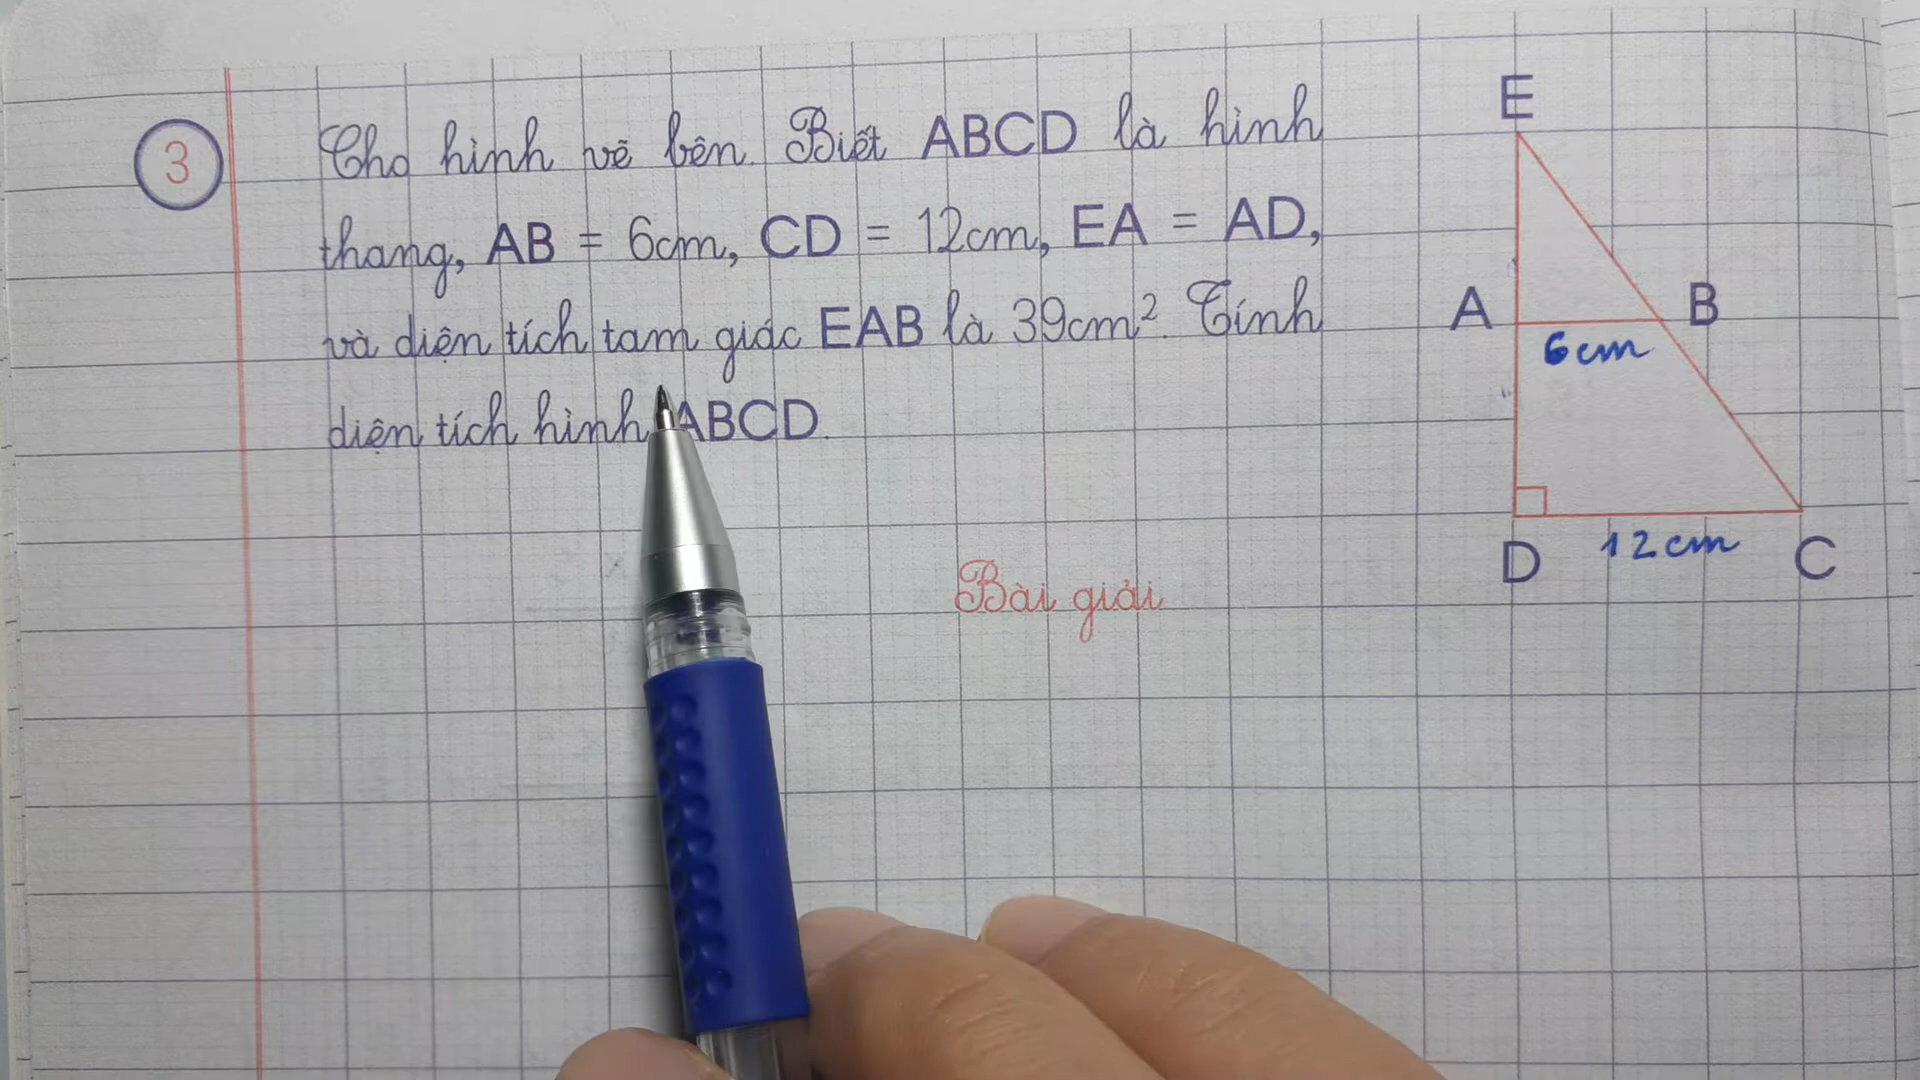 3
Cho hình vẽ bên. Biết ABCD là hình
thang, AB = 6cm, CD = 12cm, EA = AD,
và diện tích tam giác EAB là 39cm². Tính
diện tích hình ABCD.
E
A
B
6cm
D
12cm
C
Bài giải